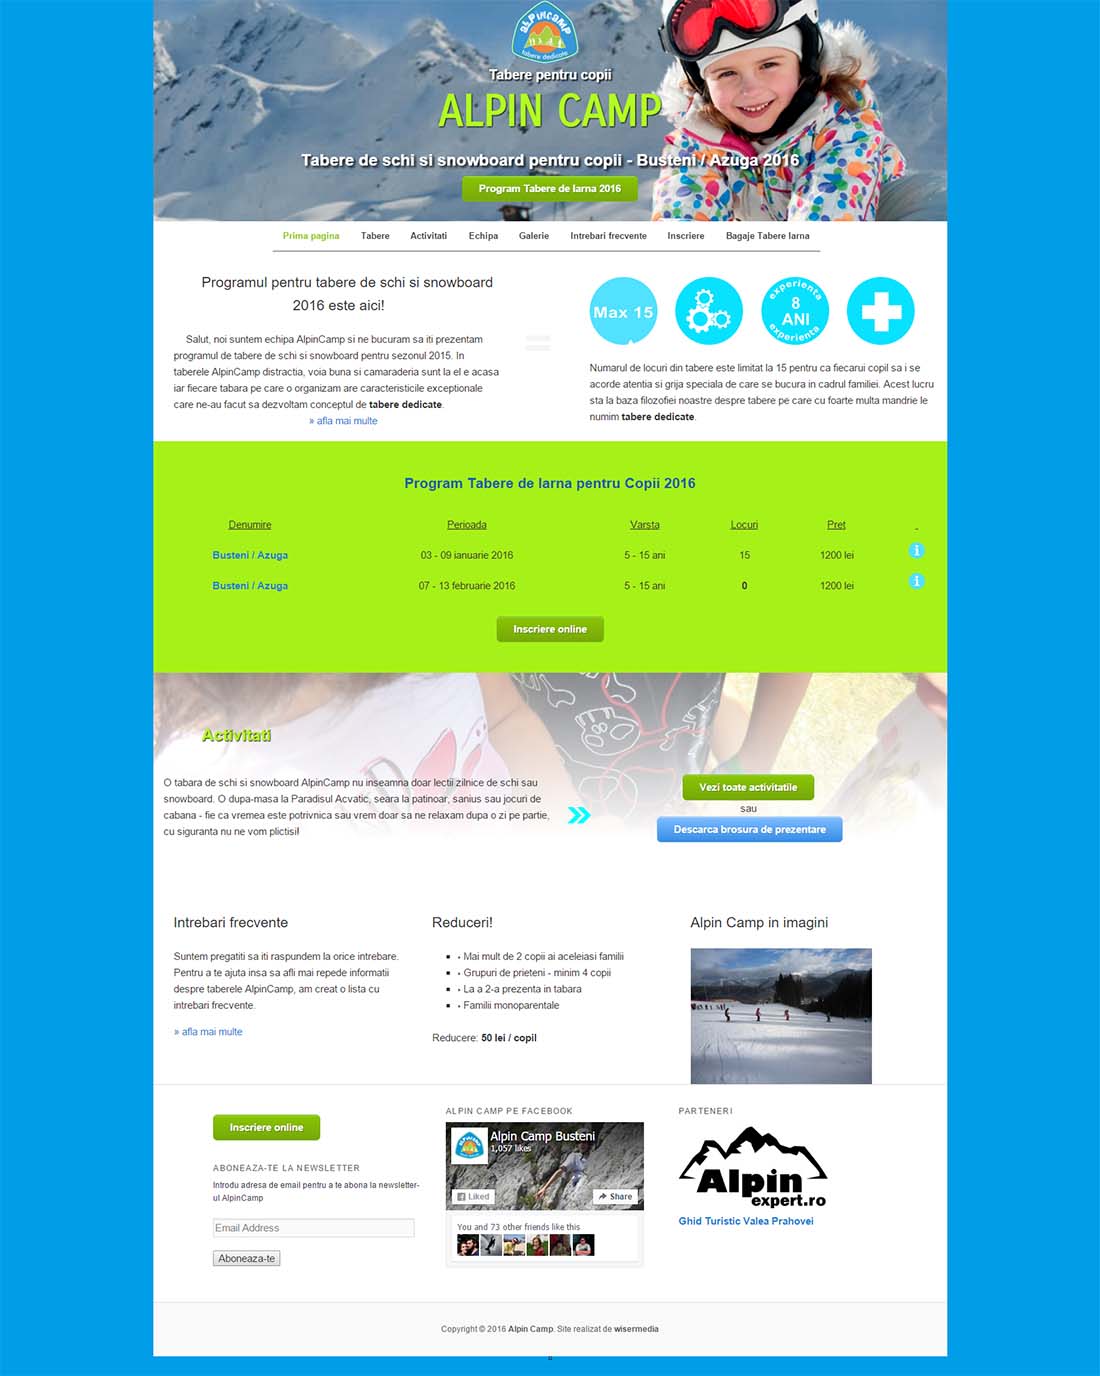 ALPINCAMP
tabere dedicate
Tabere pentru copii
ALPIN CAMP
Tabere de schi si snowboard pentru copii - Busteni / Azuga 2016
Program Tabere de Iarna 2016
Prima pagina Tabere Activitati Echipa Galerie Intrebari frecvente Inscriere Bagaje Tabere Iarna
Programul pentru tabere de schi si snowboard
2016 este aici!
Salut, noi suntem echipa AlpinCamp si ne bucuram sa iti prezentam
programul de tabere de schi si snowboard pentru sezonul 2015. In
taberele AlpinCamp distractia, voia buna si camaraderia sunt la el e acasa
iar fiecare tabara pe care o organizam are caracteristicile exceptionale
care ne-au facut sa dezvoltam conceptul de tabere dedicate.
» afla mai multe
=
Max 15
experienta
8
ANI
experienta
Numarul de locuri din tabere este limitat la 15 pentru ca fiecarui copil sa i se
acorde atentia si grija speciala de care se bucura in cadrul familiei. Acest lucru
sta la baza filozofiei noastre despre tabere pe care cu foarte multa mandrie le
numim tabere dedicate.
Program Tabere de Iarna pentru Copii 2016
Denumire Perioada Varsta Locuri Pret
Busteni / Azuga 03 - 09 ianuarie 2016 5 - 15 ani 15 1200 lei i
Busteni / Azuga 07 - 13 februarie 2016 5 - 15 ani 0 1200 lei i
Inscriere online
Activitati
O tabara de schi si snowboard AlpinCamp nu inseamna doar lectii zilnice de schi sau
snowboard. O dupa-masa la Paradisul Acvatic, seara la patinoar, sanius sau jocuri de
cabana - fie ca vremea este potrivnica sau vrem doar sa ne relaxam dupa o zi pe partie,
cu siguranta nu ne vom plictisi!
Vezi toate activitatile
sau
Descarca brosura de prezentare
Intrebari frecvente
Suntem pregatiti sa iti raspundem la orice intrebare.
Pentru a te ajuta insa sa afli mai repede informatii
despre taberele AlpinCamp, am creat o lista cu
intrebari frecvente.
» afla mai multe
Reduceri!
▪ • Mai mult de 2 copii ai aceleiasi familii
▪ • Grupuri de prieteni - minim 4 copii
▪ • La a 2-a prezenta in tabara
▪ • Familii monoparentale
Reducere: 50 lei / copil
Alpin Camp in imagini
Inscriere online
ABONEAZA-TE LA NEWSLETTER
Introdu adresa de email pentru a te abona la newsletter-
ul AlpinCamp
Email Address
Aboneaza-te
ALPIN CAMP PE FACEBOOK
ALPINCAMP
Alpin Camp Busteni
1,057 likes
Liked
Share
You and 73 other friends like this
PARTENERI
Alpin
expert.ro
Ghid Turistic Valea Prahovei
Copyright © 2016 Alpin Camp. Site realizat de wisermedia